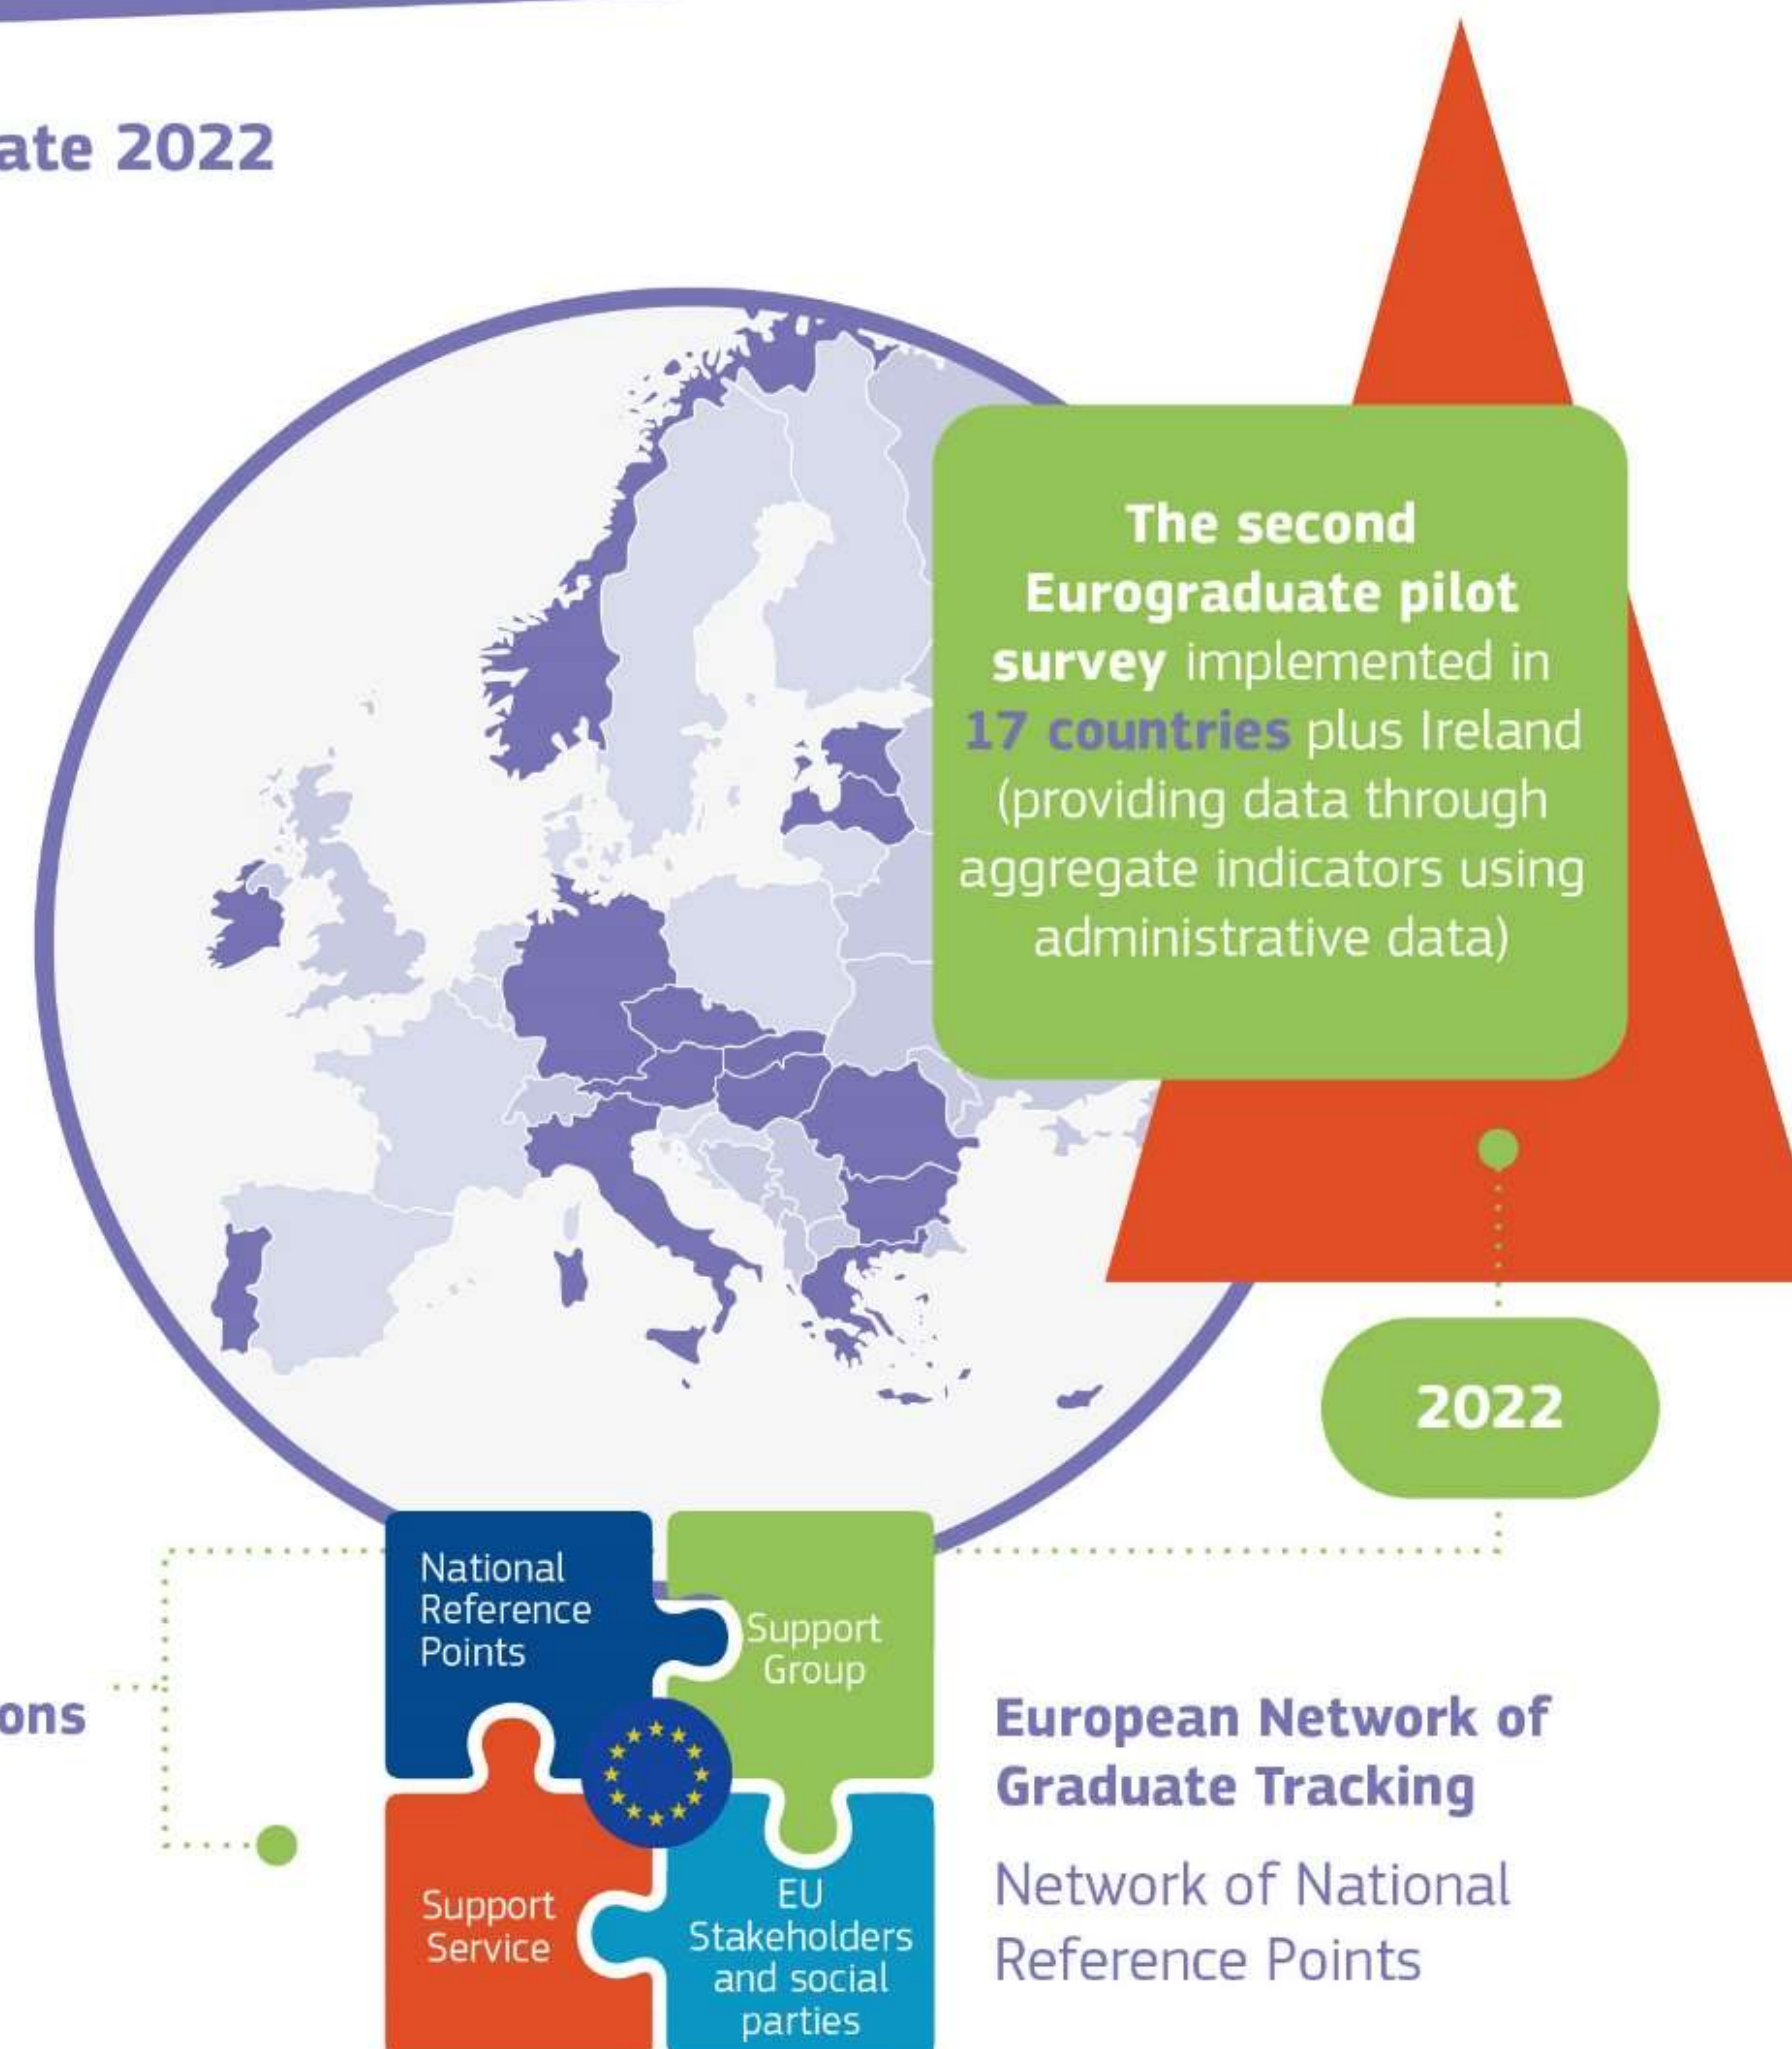 ate 2022
The second
Eurograduate pilot
survey implemented in
17 countries plus Ireland
(providing data through
aggregate indicators using
administrative data)
2022
National
Reference
Points
Support
Group
ons
European Network of
Graduate Tracking
Network of National
Reference Points
Support
Service
EU
Stakeholders
and social
parties